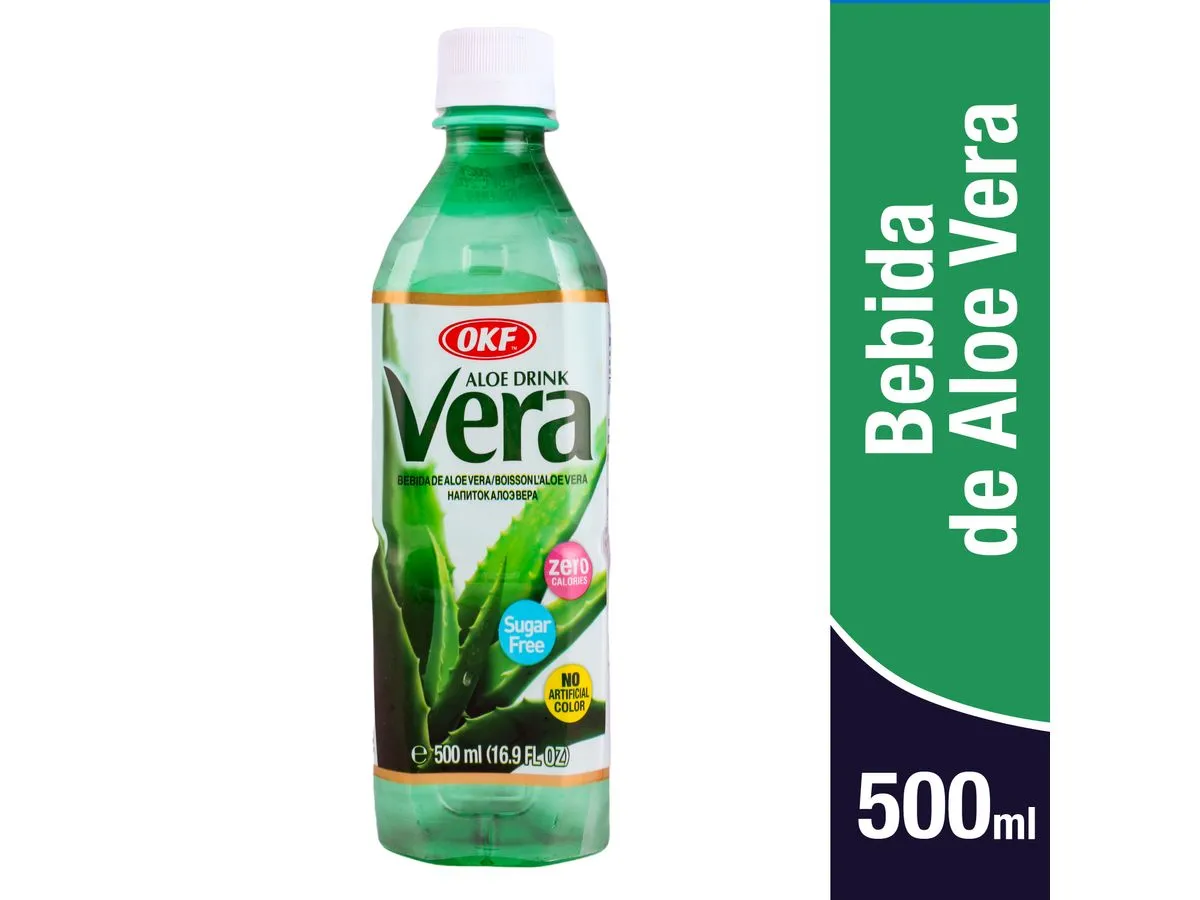 OKF
ALOE DRINK
Vera
BEBIDA DE ALOE VERA/BOISSON L'ALOE VERA
НАПИТОК АЛОЭ ВЕРА
zero
CALORIES
Sugar
Free
NO
ARTIFICIAL
COLOR
e 500 ml (16.9 FL OZ)
Bebida
de Aloe Vera
500ml